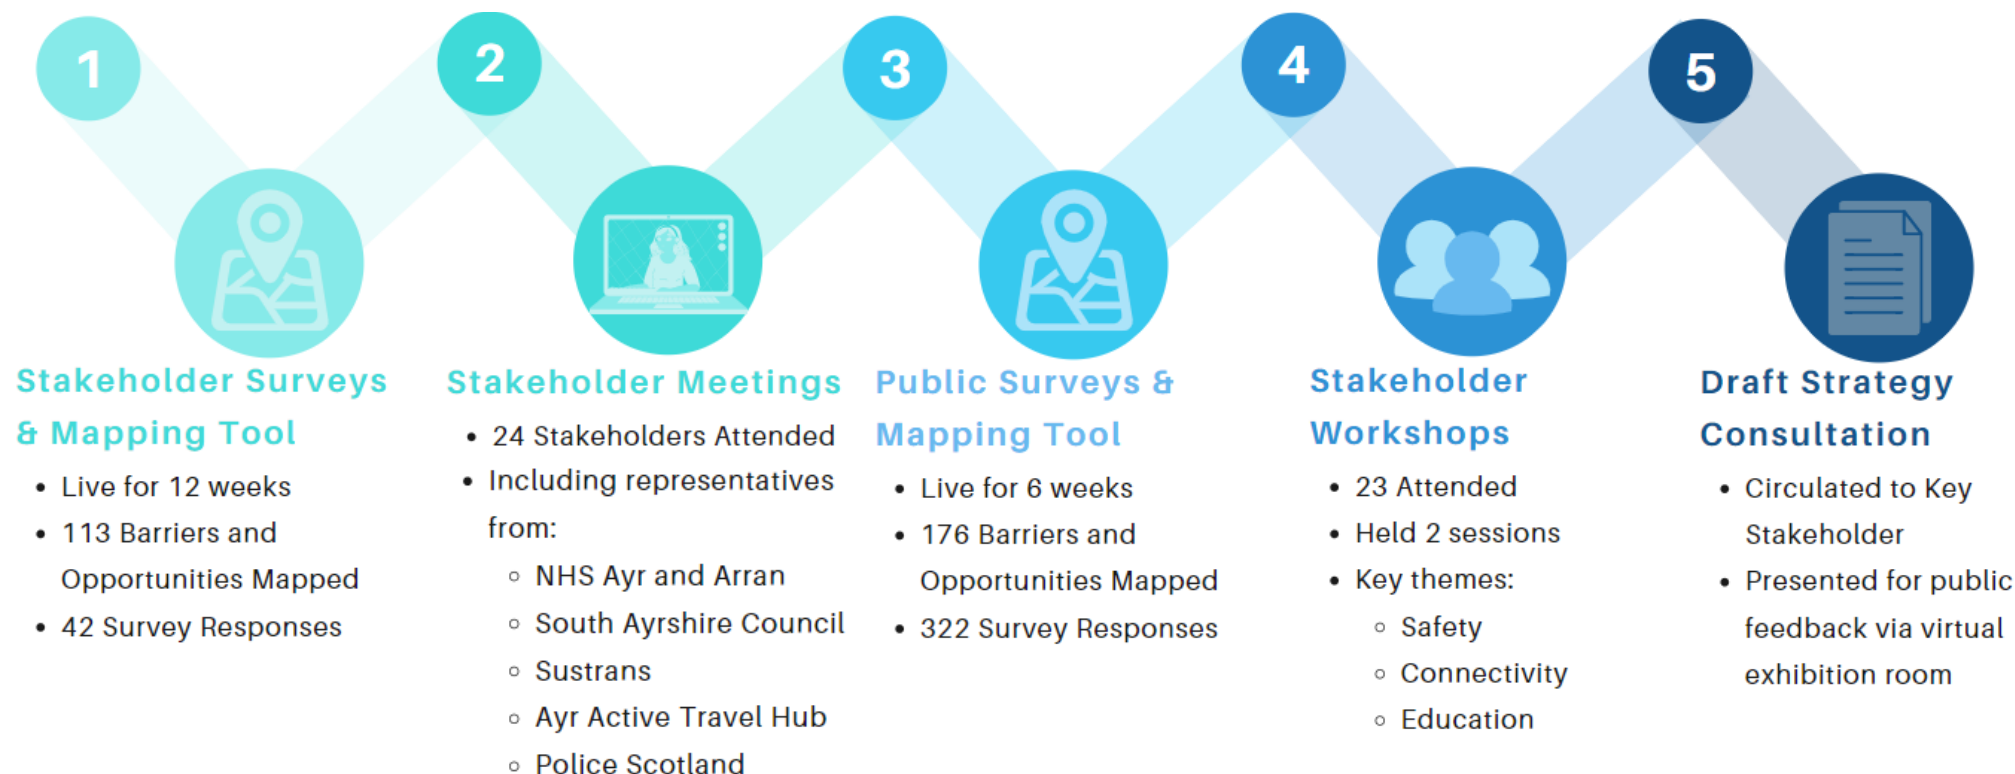 1
Stakeholder Surveys
& Mapping Tool
• Live for 12 weeks
• 113 Barriers and
Opportunities Mapped
• 42 Survey Responses
2
Stakeholder Meetings
• 24 Stakeholders Attended
• Including representatives
from:
◦ NHS Ayr and Arran
◦ South Ayrshire Council
◦ Sustrans
◦ Ayr Active Travel Hub
◦ Police Scotland
3
Public Surveys &
Mapping Tool
• Live for 6 weeks
• 176 Barriers and
Opportunities Mapped
• 322 Survey Responses
4
Stakeholder
Workshops
• 23 Attended
• Held 2 sessions
• Key themes:
◦ Safety
◦ Connectivity
◦ Education
5
Draft Strategy
Consultation
• Circulated to Key
Stakeholder
• Presented for public
feedback via virtual
exhibition room